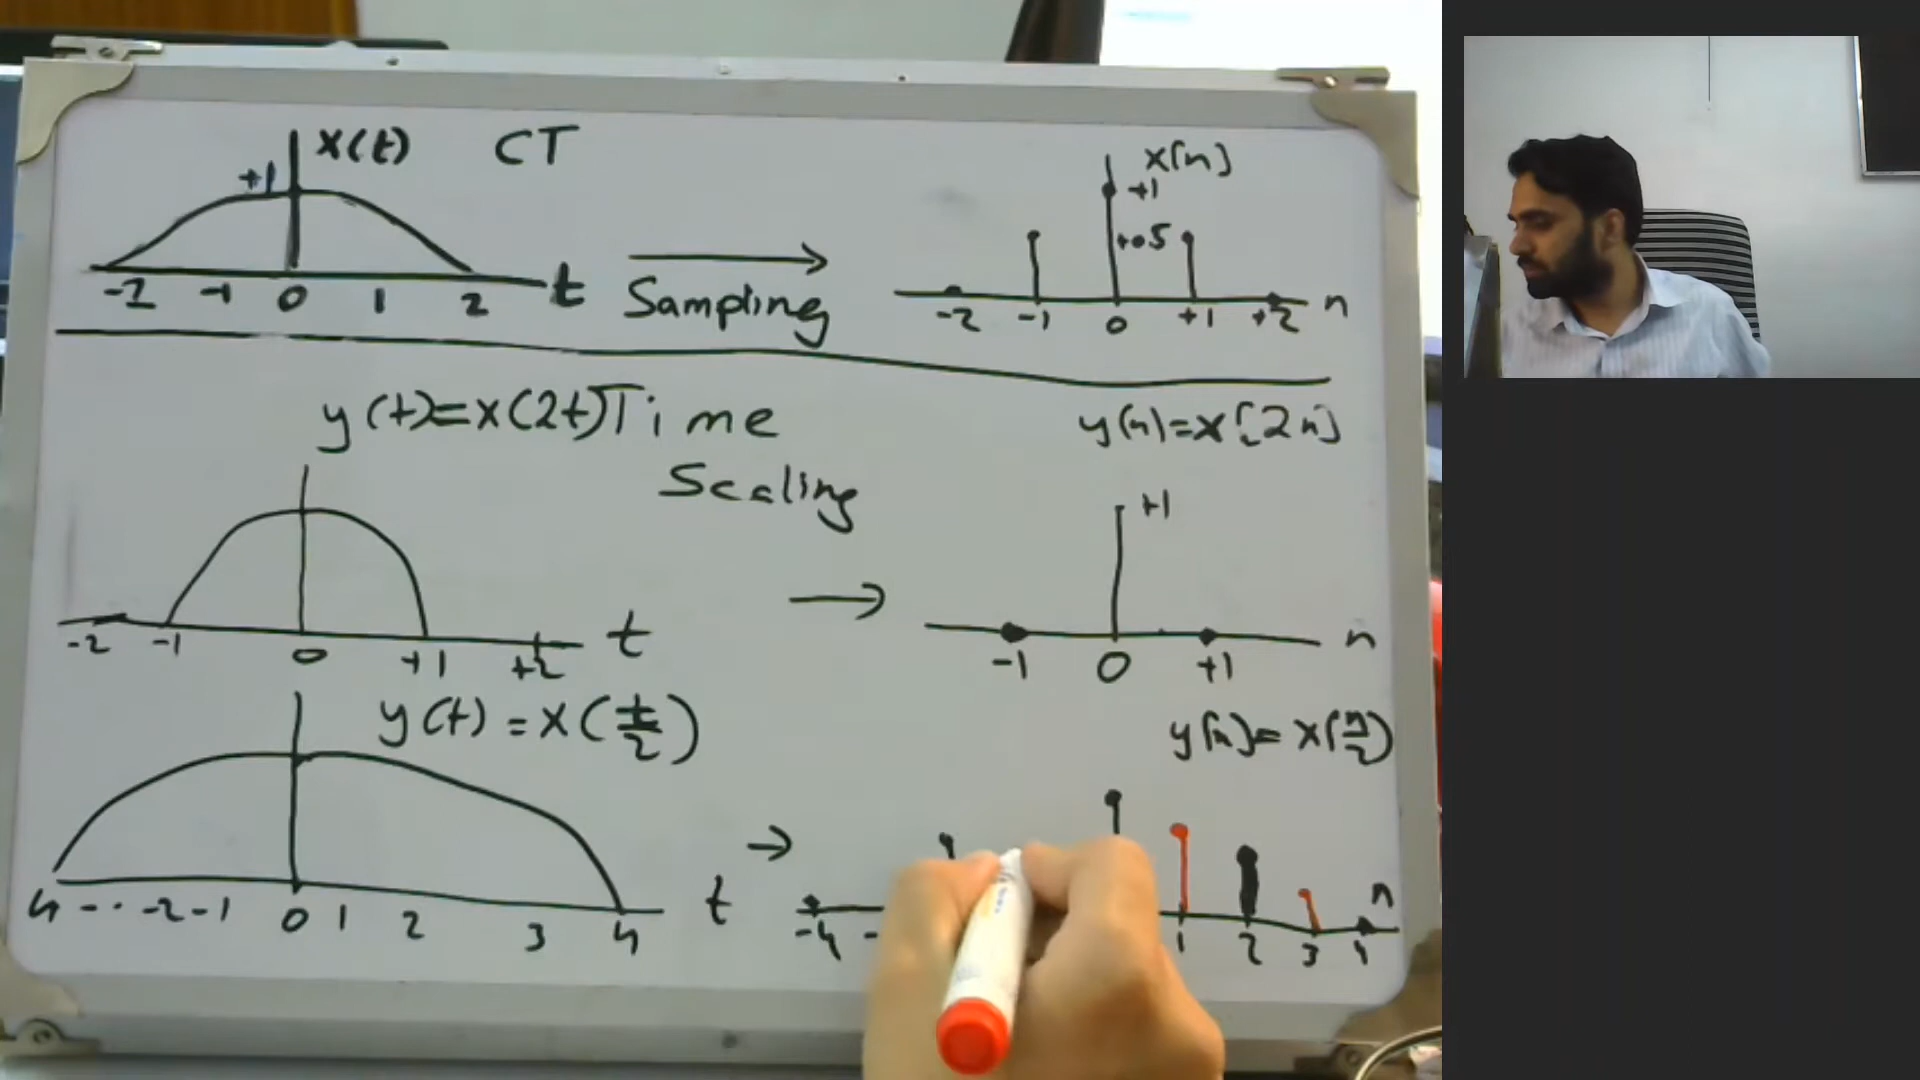 x(t) CT
+1
-2 -1 0 1 2 t
Sampling
x[n]
+1
+0.5
-2 -1 0 +1 +2 n
y(t)=x(2t) Time
Scaling
-2 -1 0 +1 +2 t
y[n]=x[2n]
+1
-1 0 +1 n
y(t)=x(t/2)
4 -.. -2 -1 0 1 2 3 4 t
y[n]=x[n/2]
-4 1 2 3 4 n